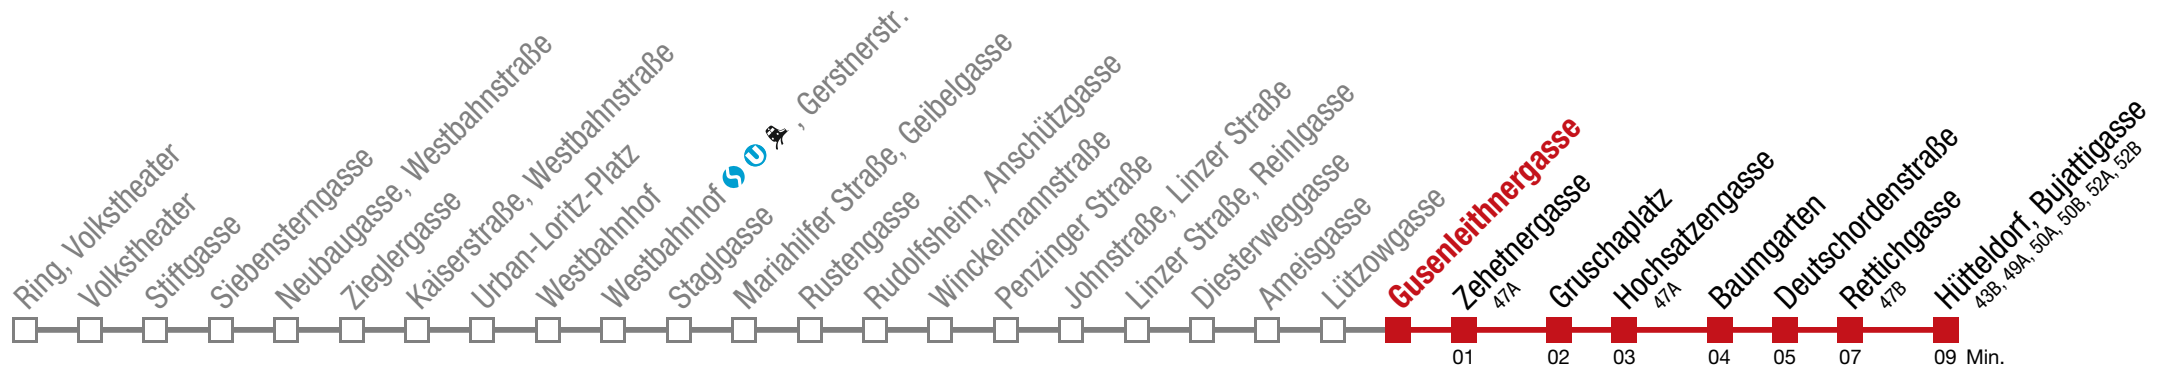 Ring, Volkstheater
Volkstheater
Stiftgasse
Siebensterngasse
Neubaugasse, Westbahnstraße
Zieglergasse
Kaiserstraße, Westbahnstraße
Urban-Loritz-Platz
Westbahnhof
Westbahnhof S U , Gerstnerstr.
Staglgasse
Mariahilfer Straße, Geibelgasse
Rustengasse
Rudolfsheim, Anschützgasse
Winckelmannstraße
Penzinger Straße
Johnstraße, Linzer Straße
Linzer Straße, Reinlgasse
Diesterweggasse
Ameisgasse
Lützowgasse
Gusenleithnergasse
Zehetnergasse
47A
Gruschaplatz
Hochsatzengasse
47A
Baumgarten
Deutschordenstraße
Rettichgasse
47B
Hütteldorf, Bujattigasse
43B, 49A, 50A, 50B, 52A, 52B
01 02 03 04 05 07 09 Min.